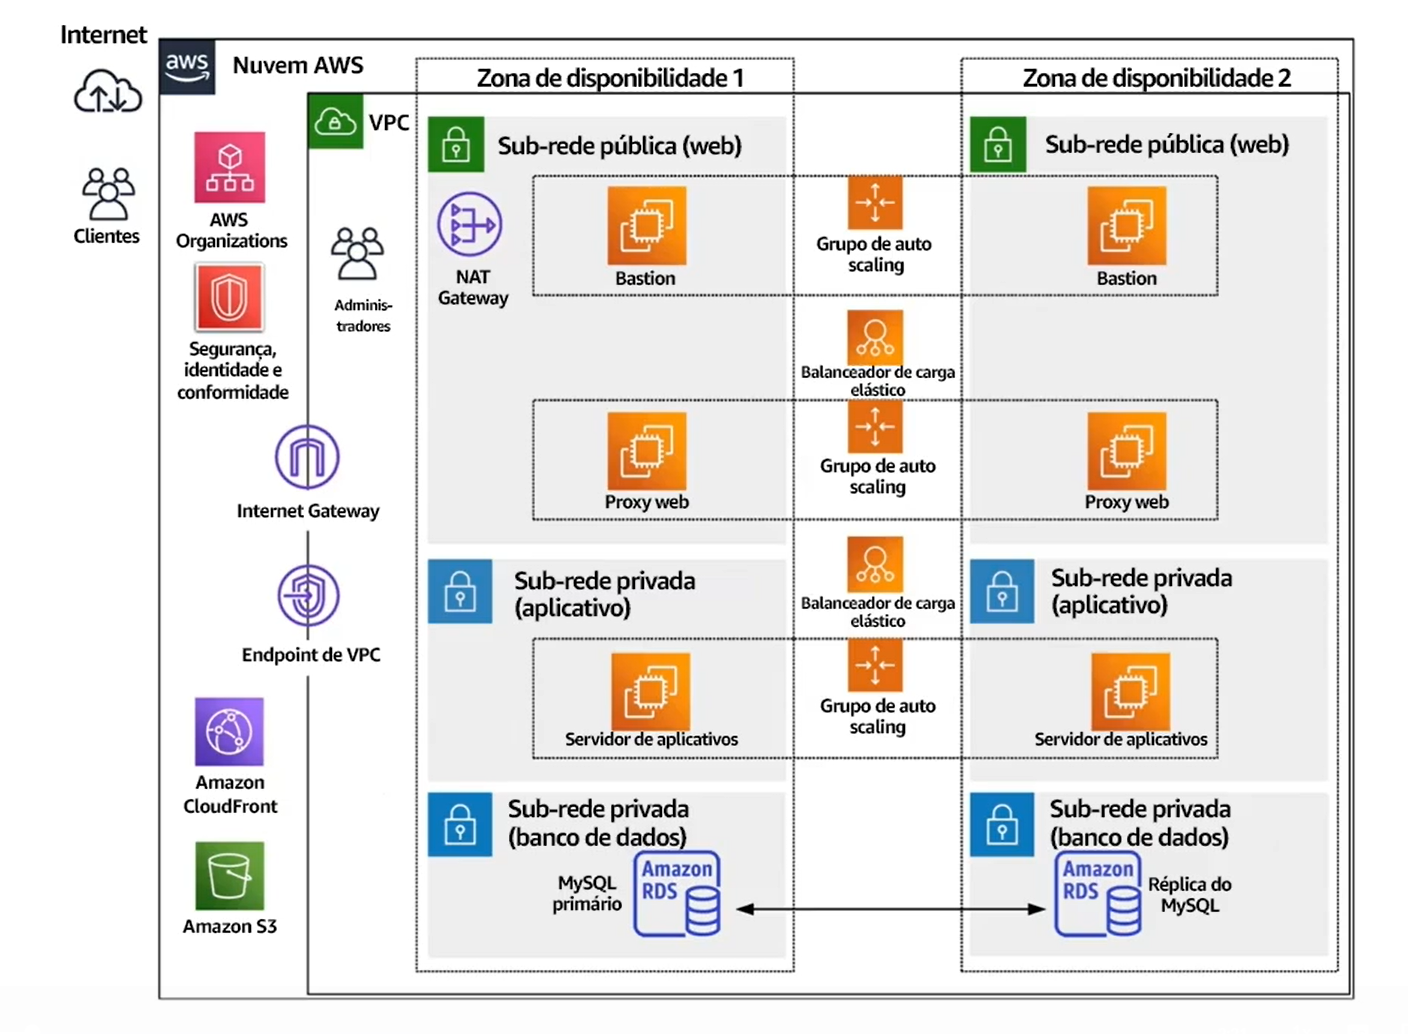 Internet
aws
Nuvem AWS
Zona de disponibilidade 1
Zona de disponibilidade 2
VPC
Sub-rede pública (web)
Sub-rede pública (web)
Clientes
AWS
Organizations
Adminis-
tradores
NAT
Gateway
Bastion
Grupo de auto
scaling
Bastion
Segurança,
identidade e
conformidade
Balanceador de carga
elástico
Proxy web
Grupo de auto
scaling
Proxy web
Internet Gateway
Sub-rede privada
(aplicativo)
Balanceador de carga
elástico
Sub-rede privada
(aplicativo)
Endpoint de VPC
Servidor de aplicativos
Grupo de auto
scaling
Servidor de aplicativos
Amazon
CloudFront
Sub-rede privada
(banco de dados)
Sub-rede privada
(banco de dados)
MySQL
primário
Amazon
RDS
Amazon
RDS
Réplica do
MySQL
Amazon S3